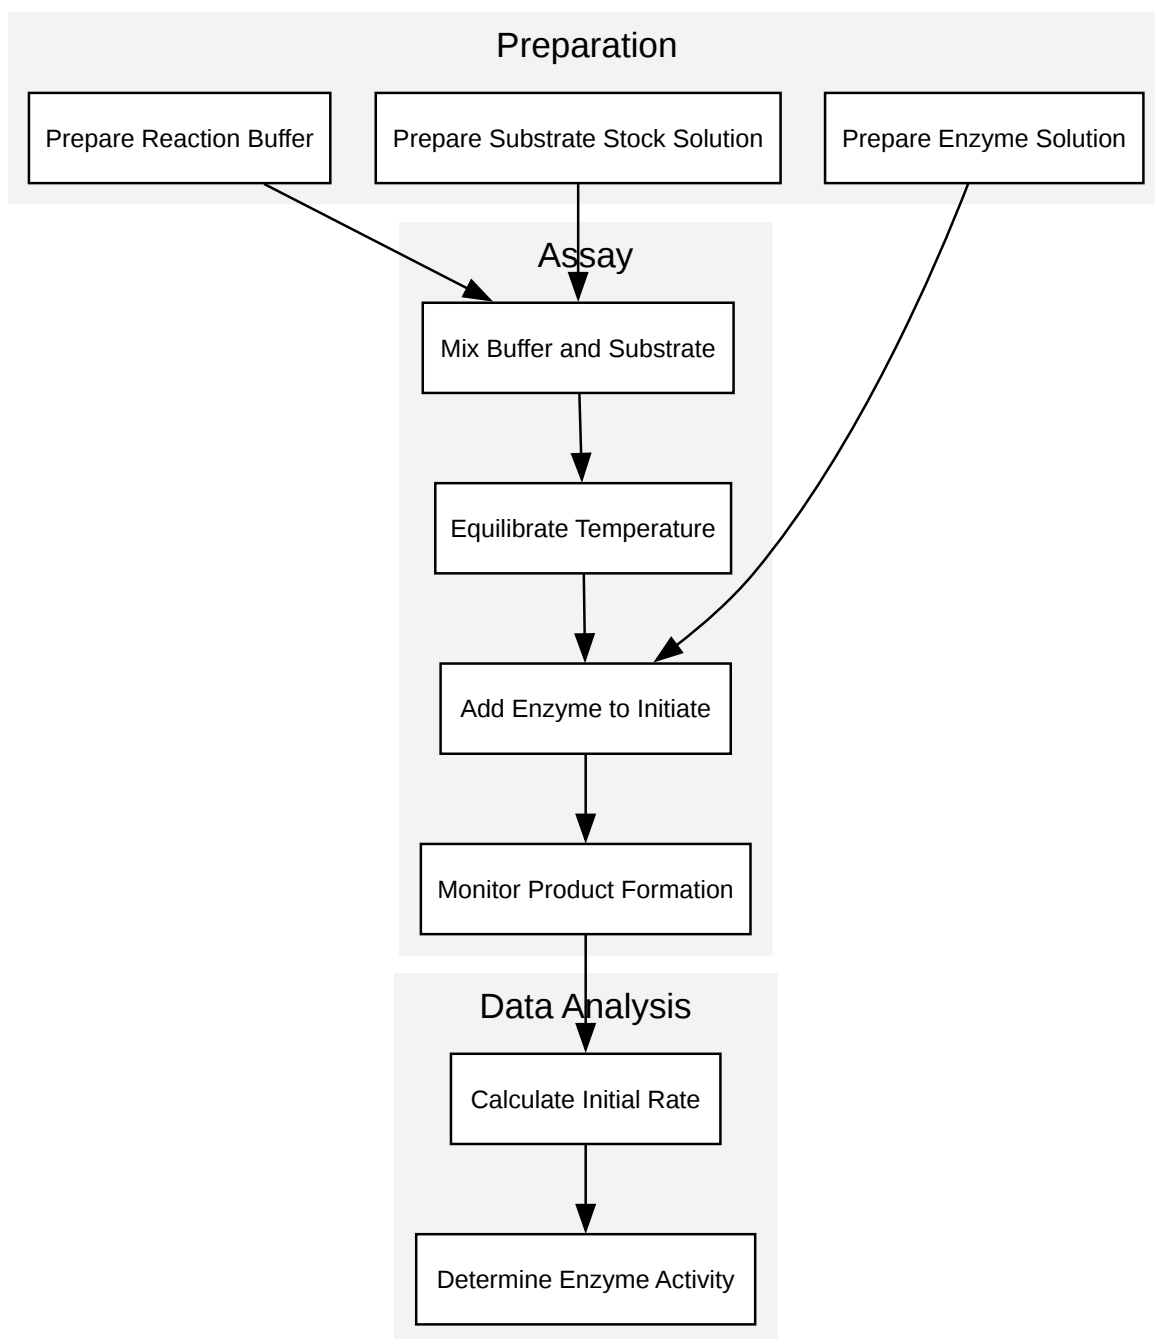 Preparation
Prepare Reaction Buffer
Prepare Substrate Stock Solution
Prepare Enzyme Solution
Assay
Mix Buffer and Substrate
Equilibrate Temperature
Add Enzyme to Initiate
Monitor Product Formation
Data Analysis
Calculate Initial Rate
Determine Enzyme Activity